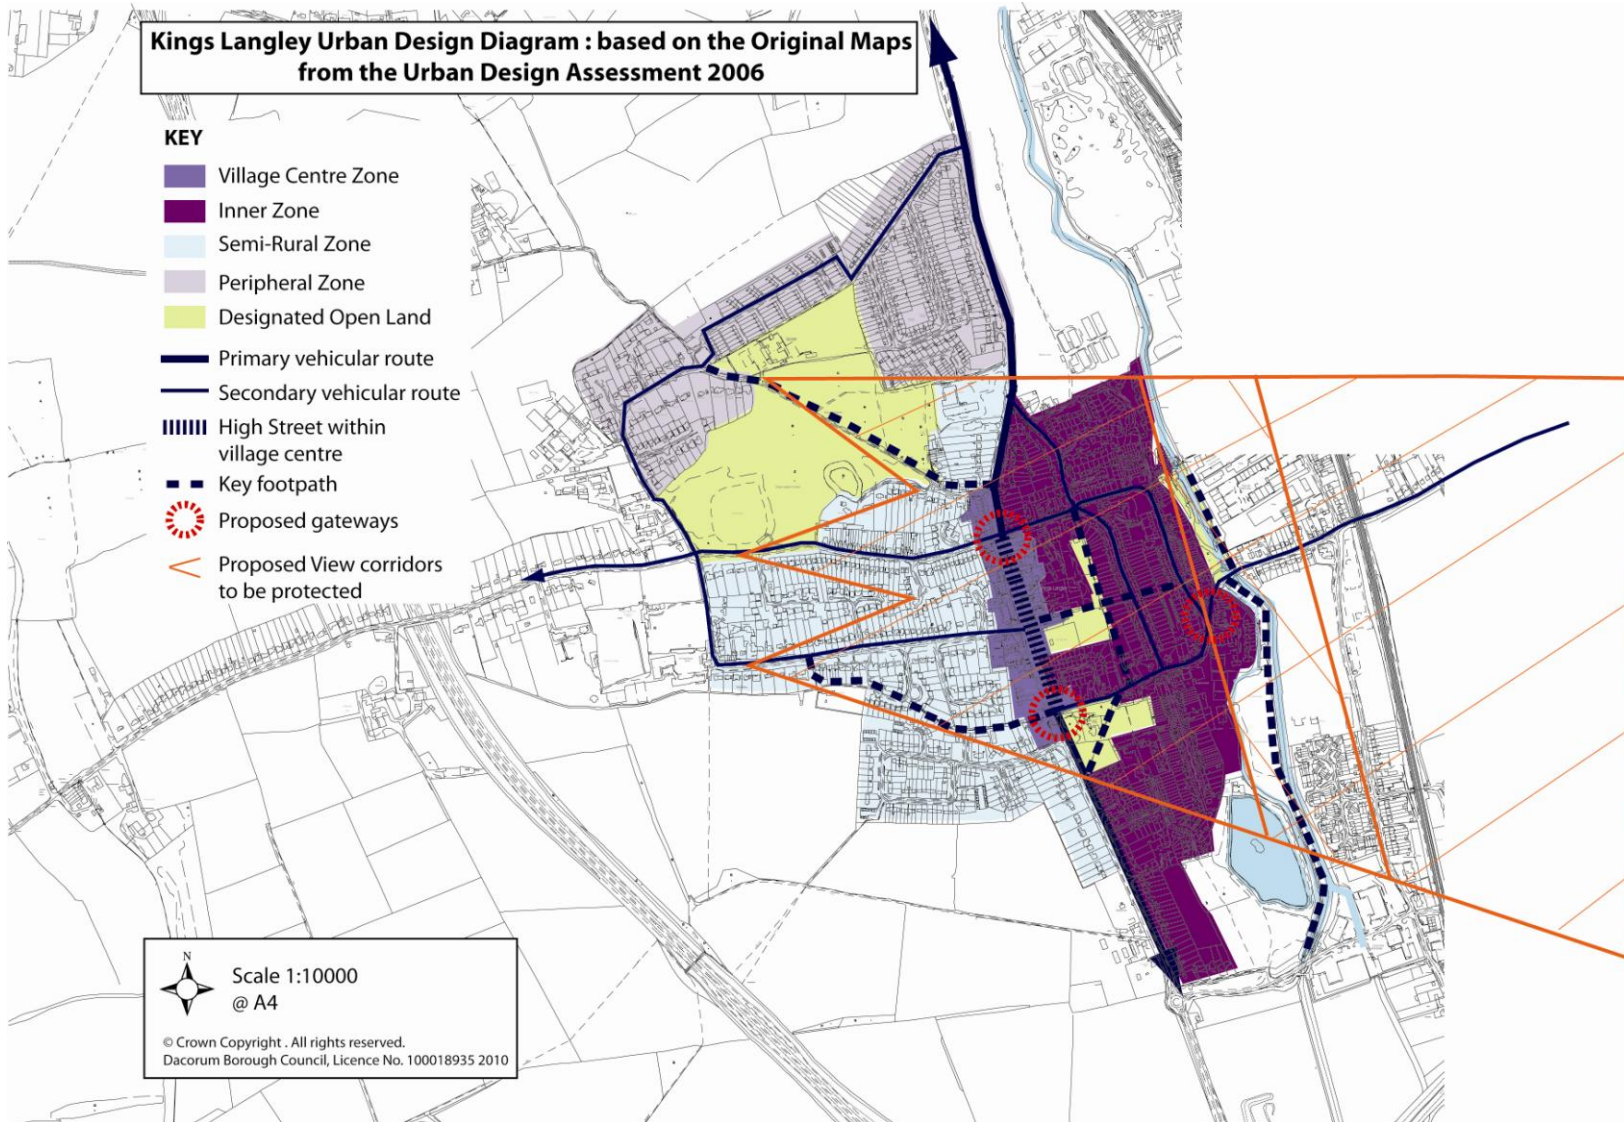 Kings Langley Urban Design Diagram : based on the Original Maps
from the Urban Design Assessment 2006
KEY
Village Centre Zone
Inner Zone
Semi-Rural Zone
Peripheral Zone
Designated Open Land
Primary vehicular route
Secondary vehicular route
High Street within
village centre
Key footpath
Proposed gateways
Proposed View corridors
to be protected
N
Scale 1:10000
@ A4
© Crown Copyright . All rights reserved.
Dacorum Borough Council, Licence No. 100018935 2010